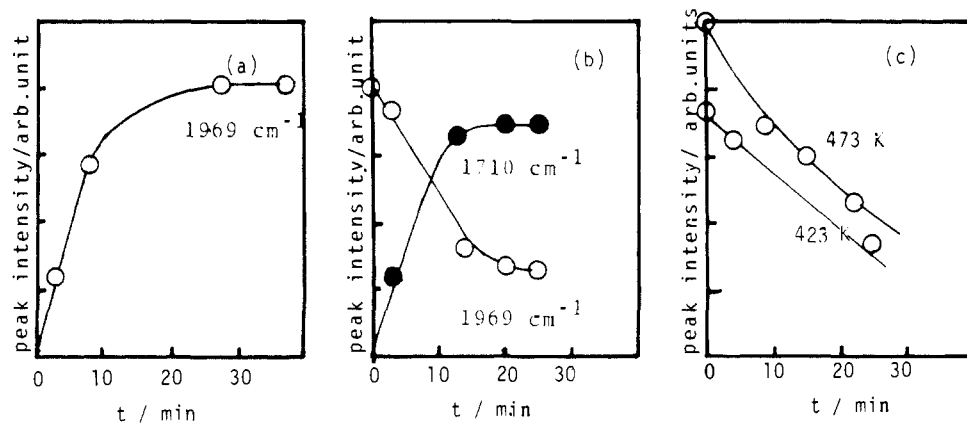 peak intensity/arb.unit
(a)
1969 cm-1
0 10 20 30
t / min
peak intensity/arb.unit
(b)
1710 cm-1
1969 cm-1
0 10 20 30
t / min
peak intensity/ arb. units
(c)
473 K
423 K
0 10 20 30
t / min